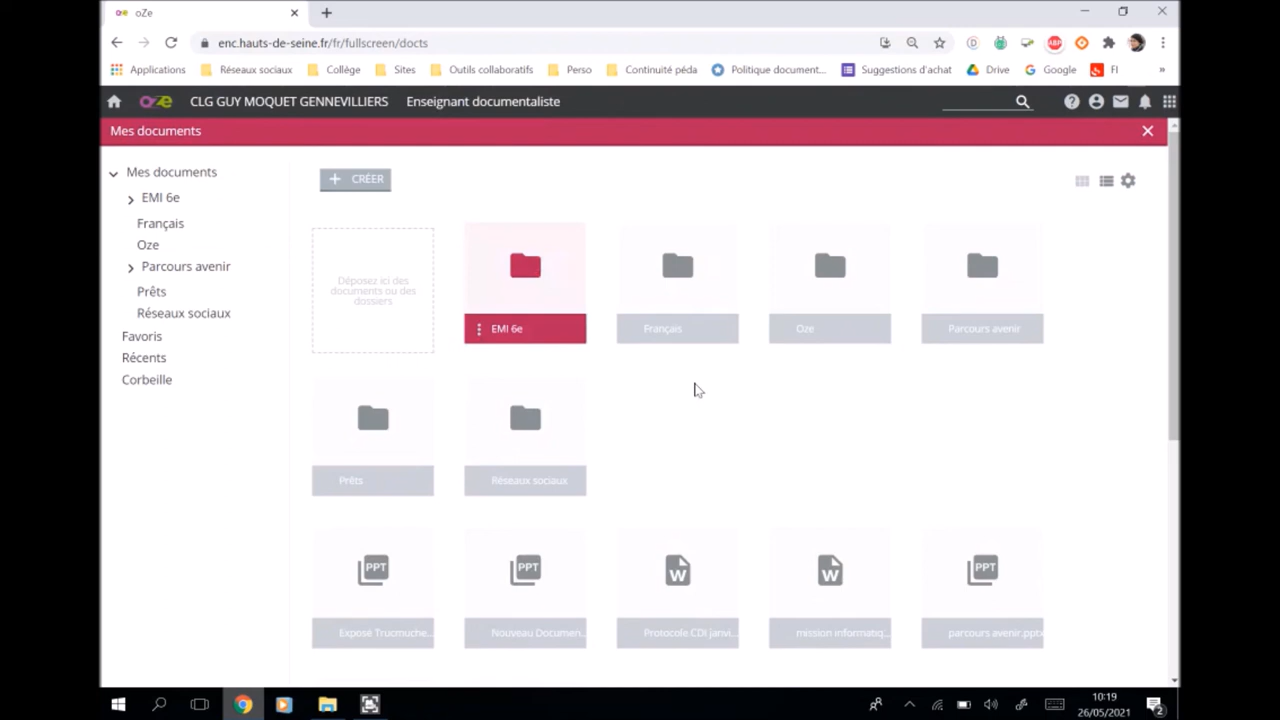 oZe
enc.hauts-de-seine.fr/fr/fullscreen/docts
ABP
Applications Réseaux sociaux Collège Sites Outils collaboratifs Perso Continuité péda Politique document... Suggestions d'achat Drive Google FI »
oze CLG GUY MOQUET GENNEVILLIERS Enseignant documentaliste
Mes documents
Mes documents
EMI 6e
Français
Oze
Parcours avenir
Prêts
Réseaux sociaux
Favoris
Récents
Corbeille
+ CRÉER
Déposez ici des
documents ou des
dossiers
EMI 6e Français Oze Parcours avenir
Prêts Réseaux sociaux
PPT PPT W W PPT
Exposé Trucmuche... Nouveau Documen... Protocole CDI janvi... mission informatiq... parcours avenir.pptx
10:19
26/05/2021
2